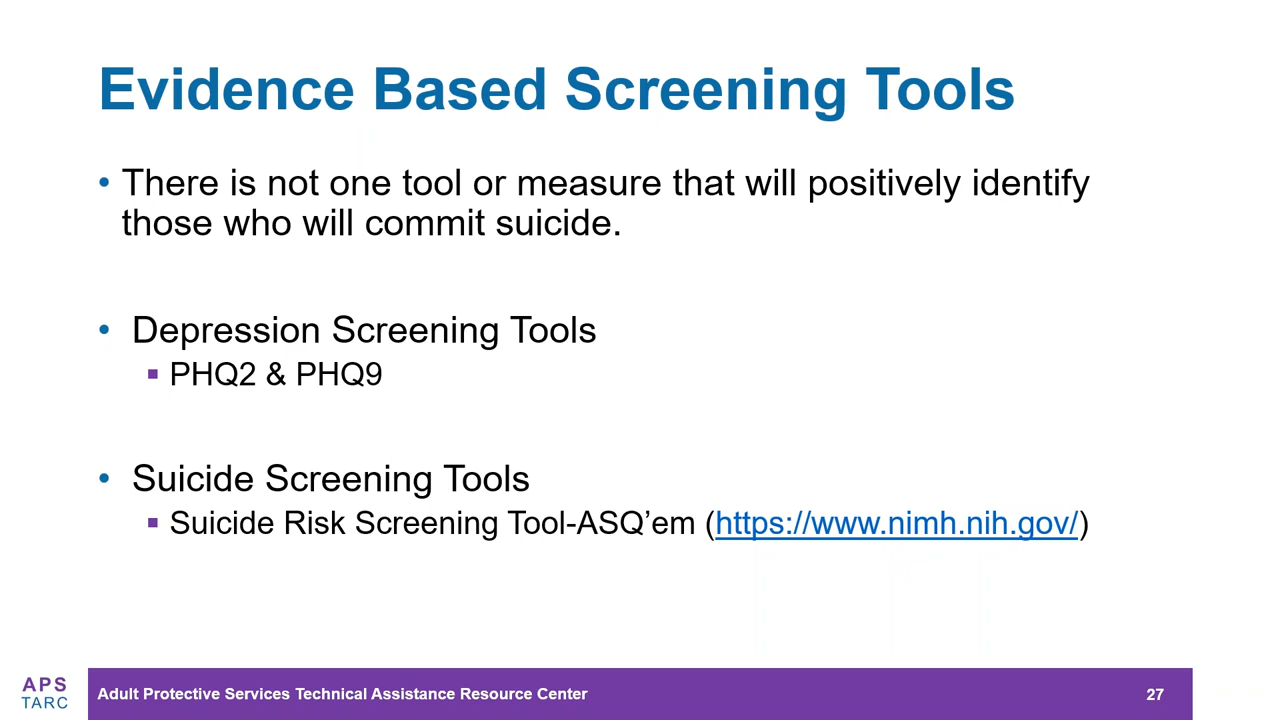 Evidence Based Screening Tools
• There is not one tool or measure that will positively identify
those who will commit suicide.
• Depression Screening Tools
▪ PHQ2 & PHQ9
• Suicide Screening Tools
▪ Suicide Risk Screening Tool-ASQ’em (https://www.nimh.nih.gov/)
APS
TARC
Adult Protective Services Technical Assistance Resource Center
27